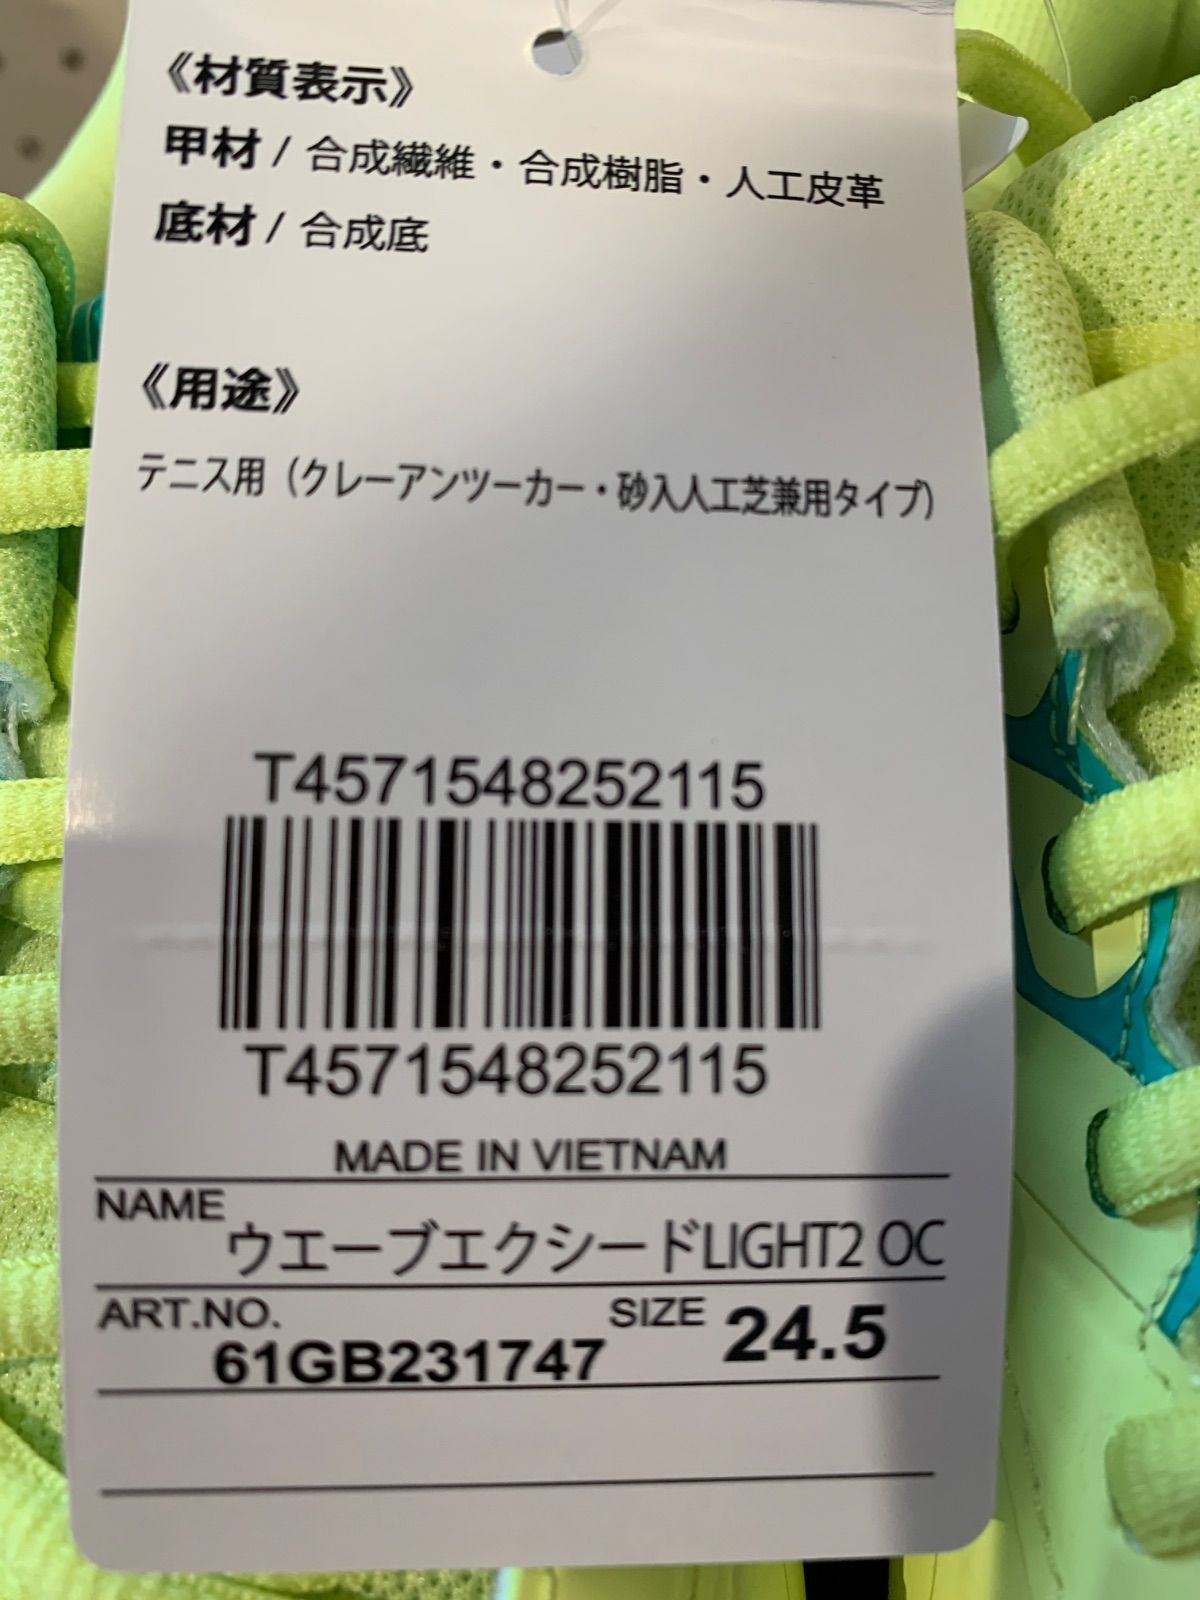 《材質表示》
甲材 / 合成繊維・合成樹脂・人工皮革
底材 / 合成底
《用途》
テニス用（クレーアンツーカー・砂入人工芝兼用タイプ）
T4571548252115
T4571548252115
MADE IN VIETNAM
NAME
ウエーブエクシードLIGHT2 OC
ART.NO. SIZE 24.5
61GB231747